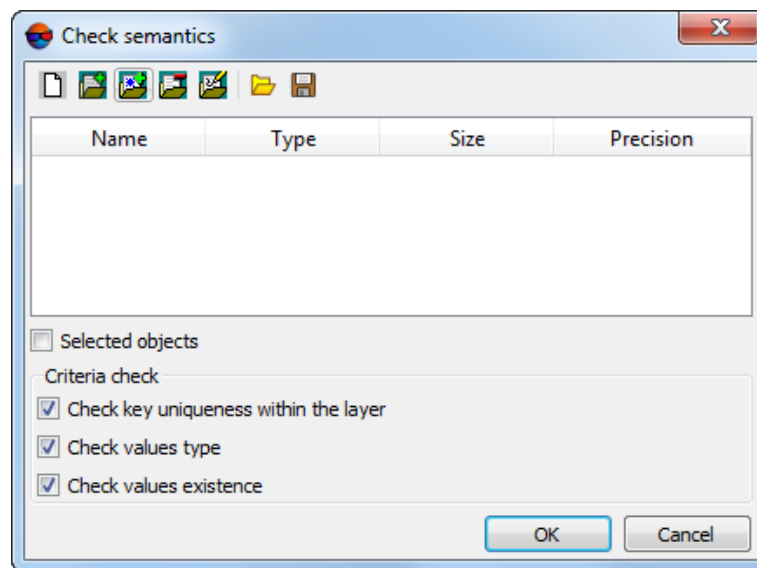 Check semantics
Name Type Size Precision
Selected objects
Criteria check
Check key uniqueness within the layer
Check values type
Check values existence
OK Cancel